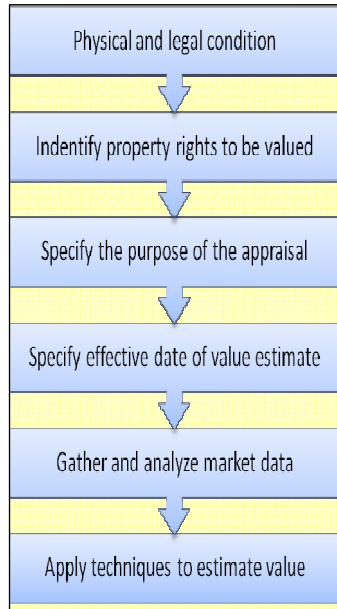 Physical and legal condition
Indentify property rights to be valued
Specify the purpose of the appraisal
Specify effective date of value estimate
Gather and analyze market data
Apply techniques to estimate value